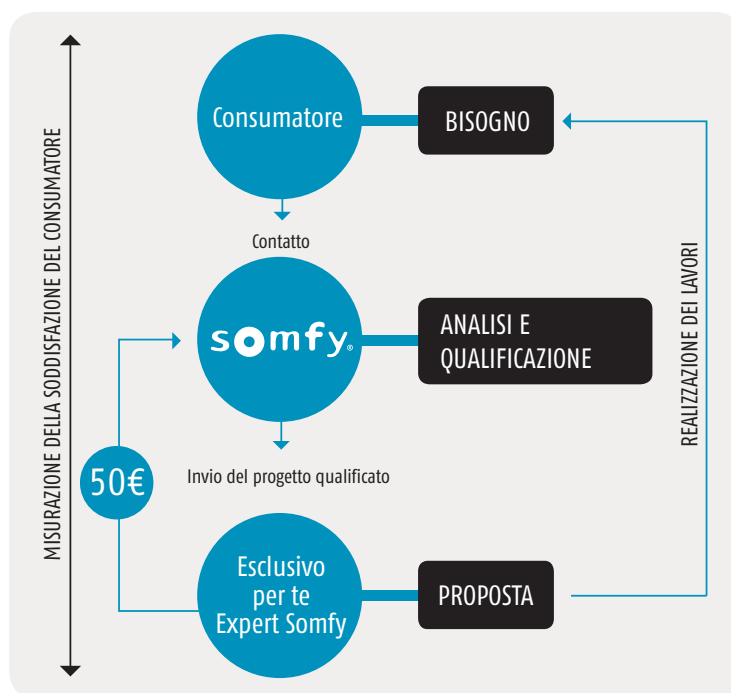 MISURAZIONE DELLA SODDISFAZIONE DEL CONSUMATORE
Consumatore
BISOGNO
Contatto
somfy®
ANALISI E
QUALIFICAZIONE
REALIZZAZIONE DEI LAVORI
50€
Invio del progetto qualificato
Esclusivo
per te
Expert Somfy
PROPOSTA